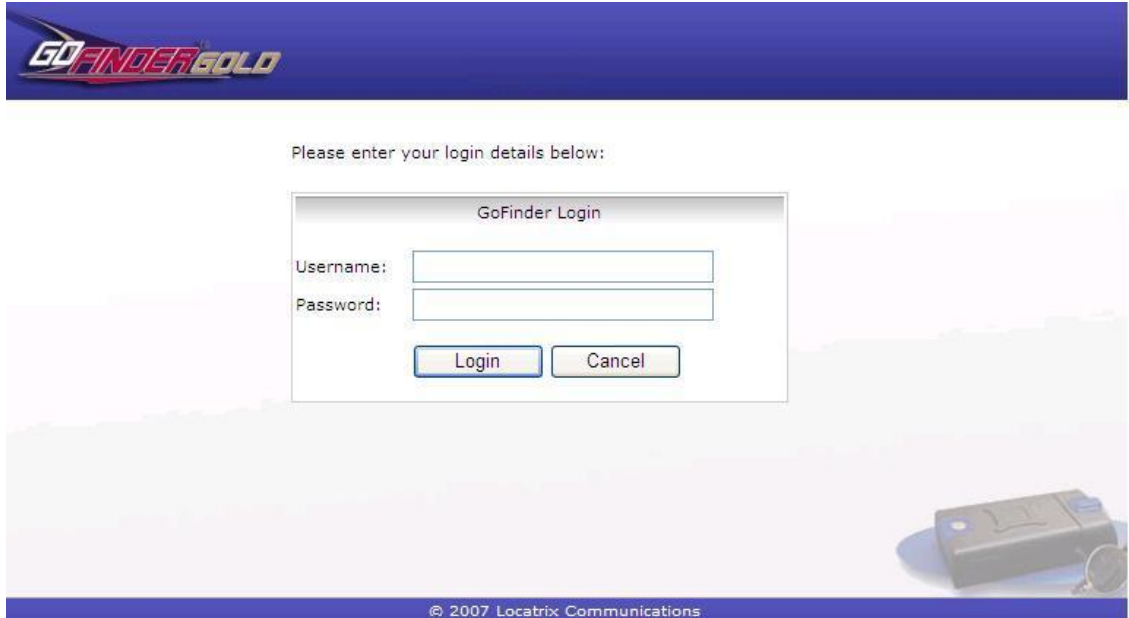 GOFINDERGOLD
Please enter your login details below:
GoFinder Login
Username:
Password:
Login Cancel
© 2007 Locatrix Communications